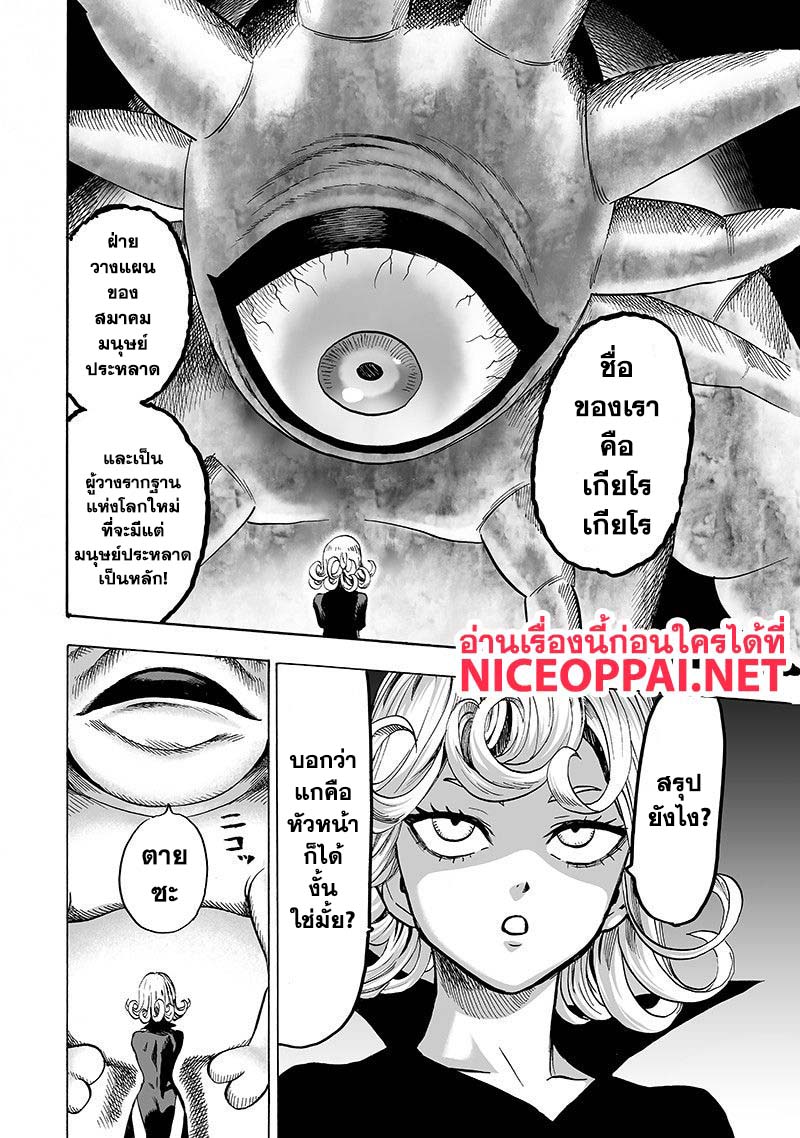 ชื่อ
ของเรา
คือ
เกียโร
เกียโร
ฝ่าย
วางแผน
ของ
สมาคม
มนุษย์
ประหลาด
และเป็น
ผู้วางรากฐาน
แห่งโลกใหม่
ที่จะมีแต่
มนุษย์ประหลาด
เป็นหลัก!
อ่านเรื่องนี้ก่อนใครได้ที่
NICEOPPAI.NET
สรุป
ยังไง?
บอกว่า
แกคือ
หัวหน้า
ก็ได้
งั้น
ใช่มั้ย?
ニコッ
ตาย
ซะ